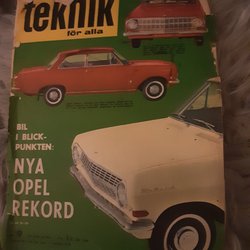 teknik
för alla
BIL
I BLICK-
PUNKTEN:
NYA
OPEL
REKORD